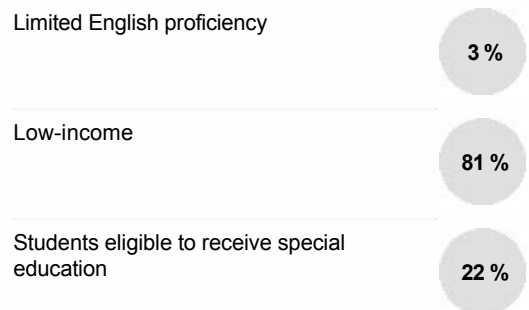 Limited English proficiency
3 %
Low-income
81 %
Students eligible to receive special
education
22 %